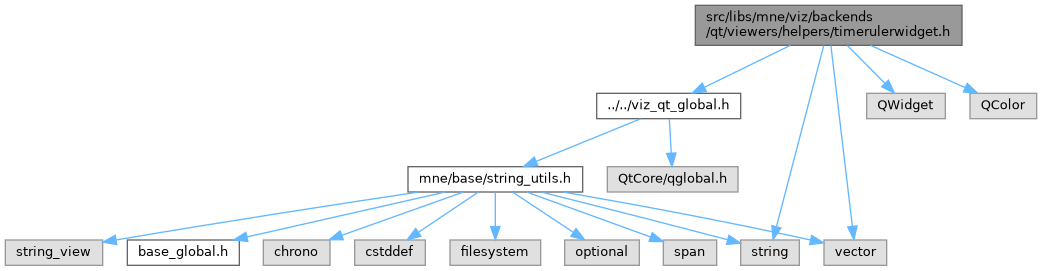 src/libs/mne/viz/backends
/qt/viewers/helpers/timerulerwidget.h
../../viz_qt_global.h
QWidget
QColor
mne/base/string_utils.h
QtCore/qglobal.h
string_view
base_global.h
chrono
cstddef
filesystem
optional
span
string
vector